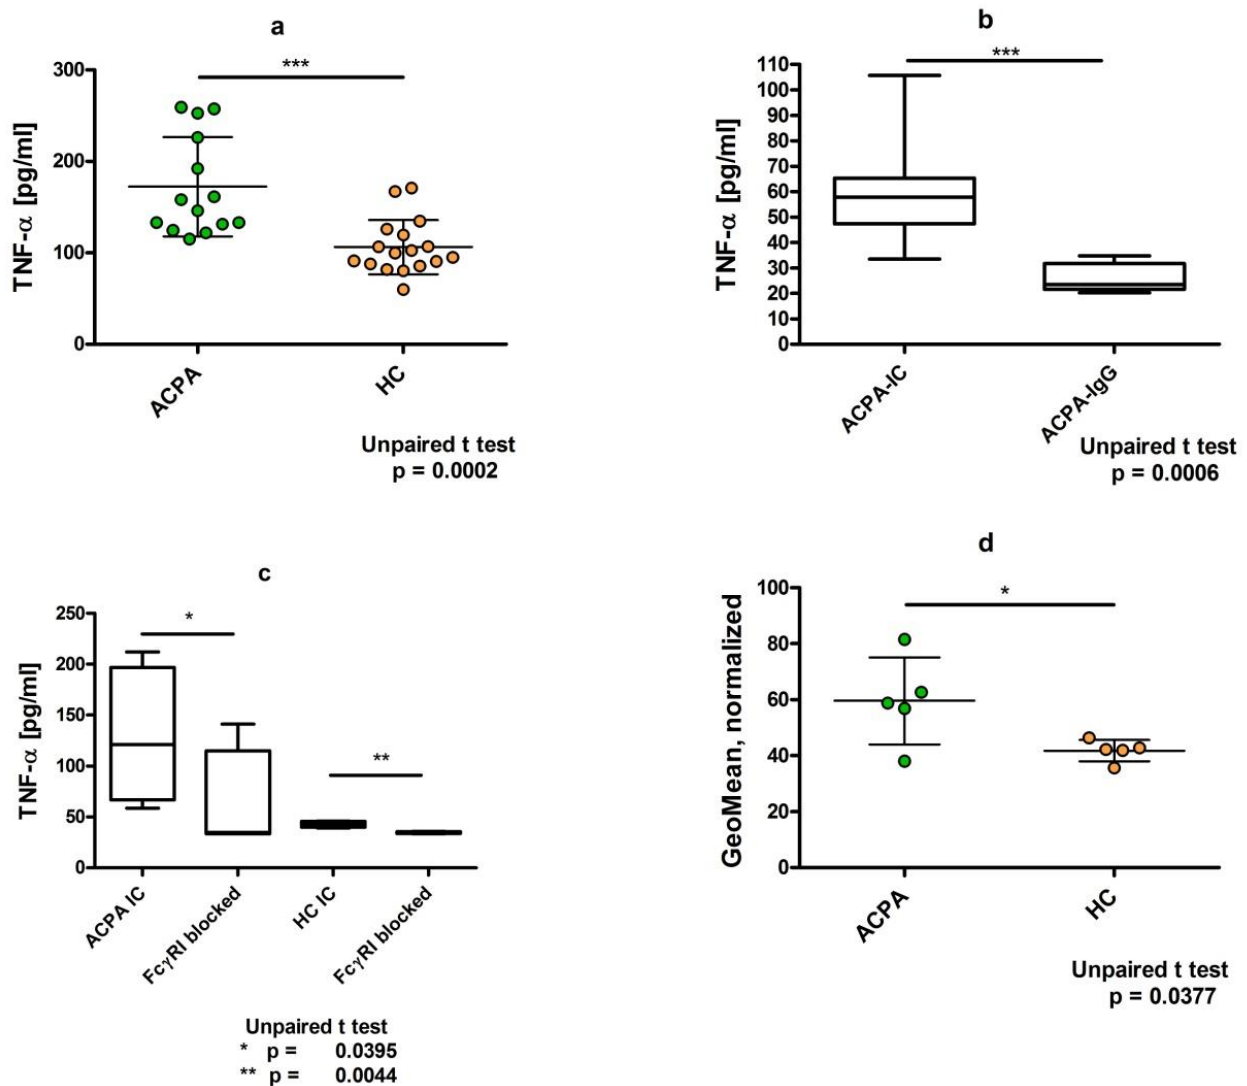 a
***
300
200
100
0
TNF-α [pg/ml]
ACPA
HC
Unpaired t test
p = 0.0002
b
***
110
100
90
80
70
60
50
40
30
20
10
0
TNF-α [pg/ml]
ACPA-IC
ACPA-IgG
Unpaired t test
p = 0.0006
c
*
**
250
200
150
100
50
0
TNF-α [pg/ml]
ACPA IC
FcγRI blocked
HC IC
FcγRI blocked
Unpaired t test
* p = 0.0395
** p = 0.0044
d
*
100
80
60
40
20
0
GeoMean, normalized
ACPA
HC
Unpaired t test
p = 0.0377